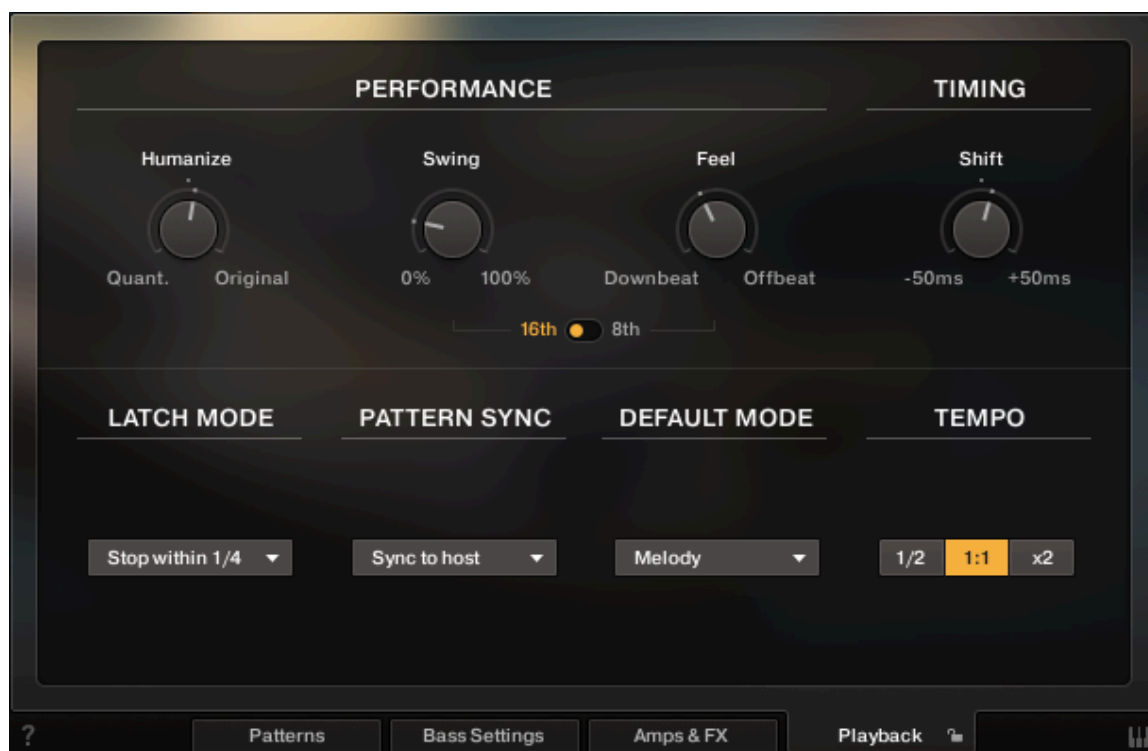 PERFORMANCE TIMING
Humanize Swing Feel Shift
Quant. Original 0% 100% Downbeat Offbeat -50ms +50ms
16th 8th
LATCH MODE PATTERN SYNC DEFAULT MODE TEMPO
Stop within 1/4 Sync to host Melody 1/2 1:1 x2
? Patterns Bass Settings Amps & FX Playback